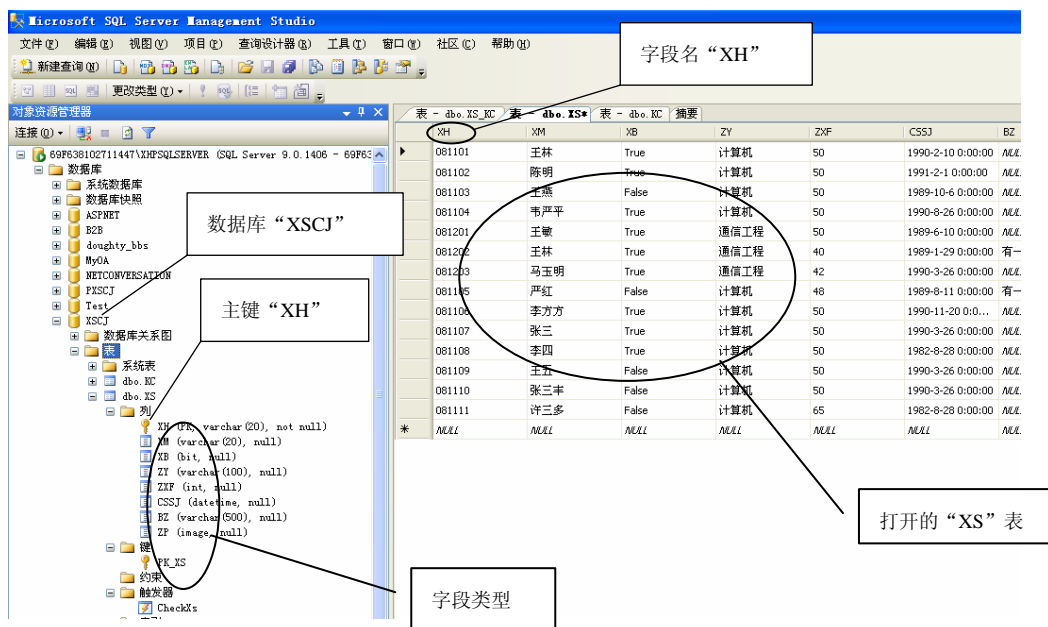 Microsoft SQL Server Management Studio
文件(F) 编辑(E) 视图(V) 项目(P) 查询设计器(R) 工具(T) 窗口(W) 社区(C) 帮助(H)
新建查询(N)
更改类型(Y)
字段名“XH”
对象资源管理器
连接(O)
69F638102711447\XHPSQLSERVER (SQL Server 9.0.1406 - 69F63
数据库
系统数据库
数据库快照
ASPNET
B2B
doughty_bbs
MyOA
NETCONVERSATION
PXSCJ
Test
XSCJ
数据库关系图
表
系统表
dbo.KC
dbo.XS
列
XH (PK, varchar(20), not null)
XM (varchar(20), null)
XB (bit, null)
ZY (varchar(100), null)
ZXF (int, null)
CSSJ (datetime, null)
BZ (varchar(500), null)
ZP (image, null)
键
PK_XS
约束
触发器
CheckXs
数据库“XSCJ”
主键“XH”
字段类型
表 - dbo.XS_KC 表 - dbo.XS* 表 - dbo.KC 摘要
XH XM XB ZY ZXF CSSJ BZ
081101 王林 True 计算机 50 1990-2-10 0:00:00 NUL
081102 陈明 True 计算机 50 1991-2-1 0:00:00 NUL
081103 王燕 False 计算机 50 1989-10-6 0:00:00 NUL
081104 韦严平 True 计算机 50 1990-8-26 0:00:00 NUL
081201 王敏 True 通信工程 50 1989-6-10 0:00:00 NUL
081202 王林 True 通信工程 40 1989-1-29 0:00:00 有一
081203 马玉明 True 通信工程 42 1990-3-26 0:00:00 NUL
081105 严红 False 计算机 48 1989-8-11 0:00:00 有一
081106 李方方 True 计算机 50 1990-11-20 0:0... NUL
081107 张三 True 计算机 50 1990-3-26 0:00:00 NUL
081108 李四 True 计算机 50 1982-8-28 0:00:00 NUL
081109 王五 False 计算机 50 1990-3-26 0:00:00 NUL
081110 张三丰 False 计算机 50 1990-3-26 0:00:00 NUL
081111 许三多 False 计算机 65 1982-8-28 0:00:00 NUL
NULL NULL NULL NULL NULL NULL NUL
打开的“XS”表